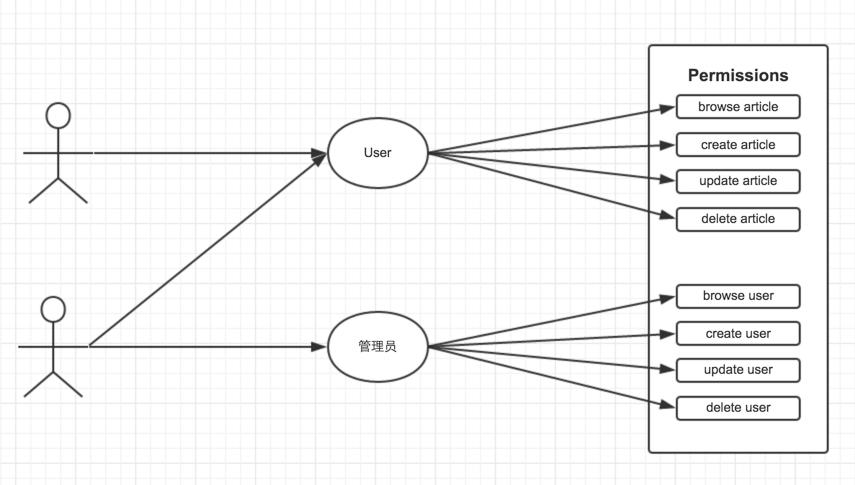 Permissions
browse article
create article
User
update article
delete article
browse user
create user
管理员
update user
delete user